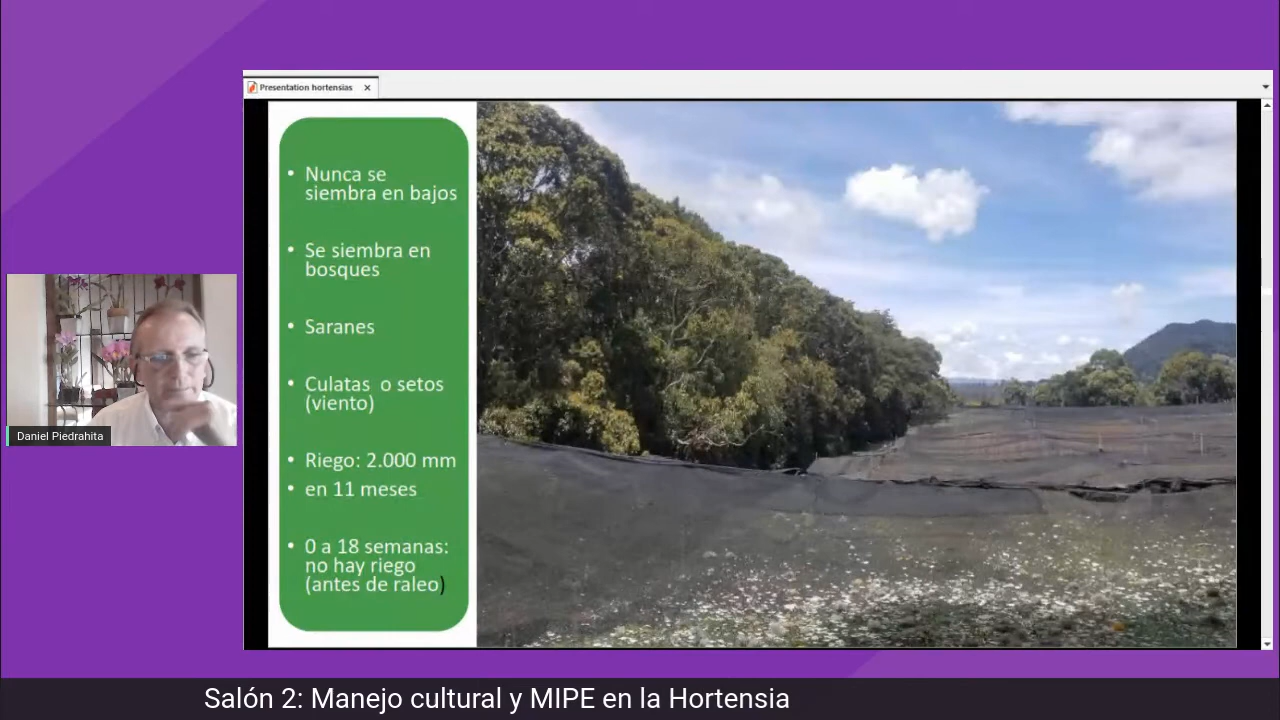 Presentation hortensias
• Nunca se
siembra en bajos
• Se siembra en
bosques
• Saranes
• Culatas o setos
(viento)
• Riego: 2.000 mm
• en 11 meses
• 0 a 18 semanas:
no hay riego
(antes de raleo)
Daniel Piedrahita
Salón 2: Manejo cultural y MIPE en la Hortensia